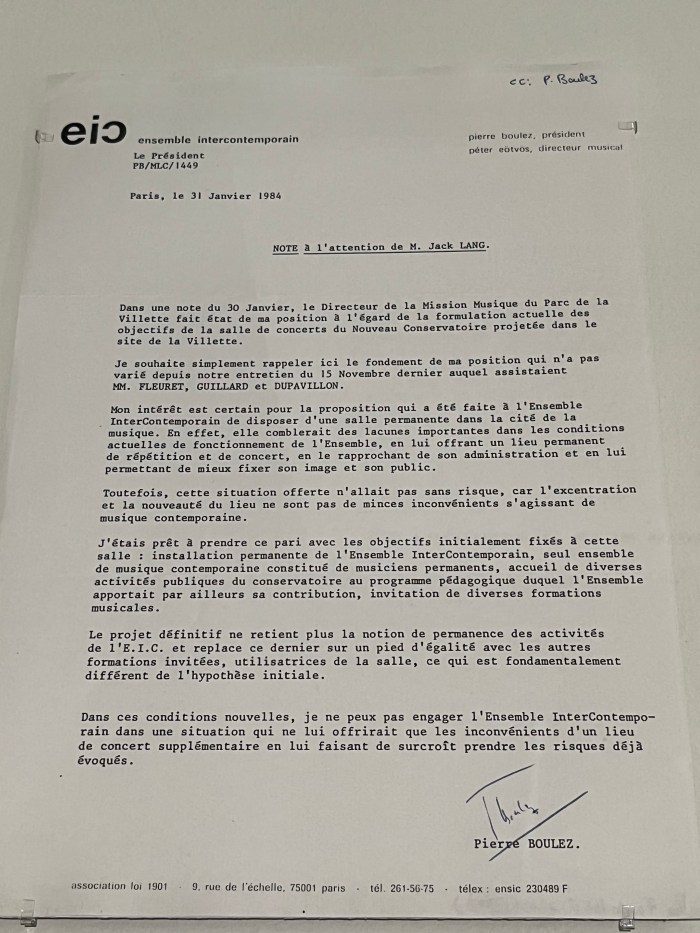 cc: P. Boulez
eic ensemble intercontemporain
pierre boulez, président
péter eötvos, directeur musical
Le Président
PB/MLC/1449
Paris, le 31 Janvier 1984
NOTE à l'attention de M. Jack LANG.
Dans une note du 30 Janvier, le Directeur de la Mission Musique du Parc de la
Villette fait état de ma position à l'égard de la formulation actuelle des
objectifs de la salle de concerts du Nouveau Conservatoire projetée dans le
site de la Villette.
Je souhaite simplement rappeler ici le fondement de ma position qui n'a pas
varié depuis notre entretien du 15 Novembre dernier auquel assistaient
MM. FLEURET, GUILLARD et DUPAVILLON.
Mon intérêt est certain pour la proposition qui a été faite à l'Ensemble
InterContemporain de disposer d'une salle permanente dans la cité de la
musique. En effet, elle comblerait des lacunes importantes dans les conditions
actuelles de fonctionnement de l'Ensemble, en lui offrant un lieu permanent
de répétition et de concert, en le rapprochant de son administration et en lui
permettant de mieux fixer son image et son public.
Toutefois, cette situation offerte n'allait pas sans risque, car l'excentration
et la nouveauté du lieu ne sont pas de minces inconvénients s'agissant de
musique contemporaine.
J'étais prêt à prendre ce pari avec les objectifs initialement fixés à cette
salle : installation permanente de l'Ensemble InterContemporain, seul ensemble
de musique contemporaine constitué de musiciens permanents, accueil de diverses
activités publiques du conservatoire au programme pédagogique duquel l'Ensemble
apportait par ailleurs sa contribution, invitation de diverses formations
musicales.
Le projet définitif ne retient plus la notion de permanence des activités
de l'E.I.C. et replace ce dernier sur un pied d'égalité avec les autres
formations invitées, utilisatrices de la salle, ce qui est fondamentalement
différent de l'hypothèse initiale.
Dans ces conditions nouvelles, je ne peux pas engager l'Ensemble InterContempo-
rain dans une situation qui ne lui offrirait que les inconvénients d'un lieu
de concert supplémentaire en lui faisant de surcroît prendre les risques déjà
évoqués.
Boulez
Pierre BOULEZ.
association loi 1901 · 9, rue de l'échelle, 75001 paris · tél. 261-56-75 · télex : ensic 230489 F